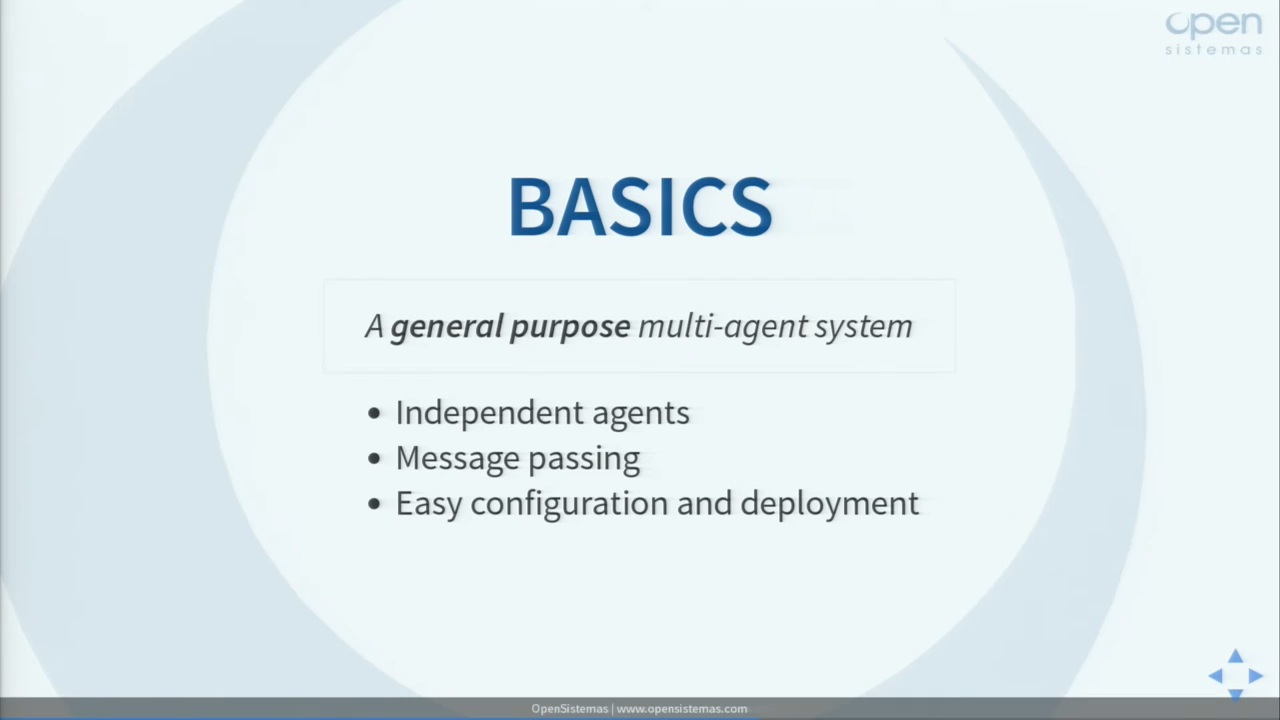 open
sistemas
BASICS
A general purpose multi-agent system
• Independent agents
• Message passing
• Easy configuration and deployment
OpenSistemas | www.opensistemas.com